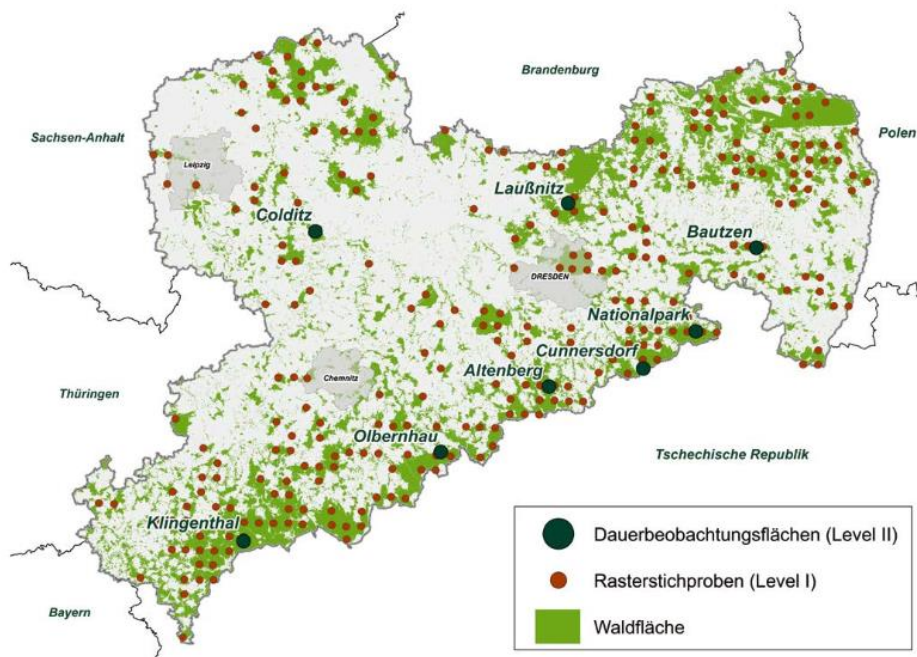 Brandenburg
Sachsen-Anhalt
Polen
Leipzig
Laußnitz
Colditz
Bautzen
DRESDEN
Nationalpark
Cunnersdorf
Altenberg
Chemnitz
Thüringen
Olbernhau
Tschechische Republik
Klingenthal
Bayern
Dauerbeobachtungsflächen (Level II)
Rasterstichproben (Level I)
Waldfläche